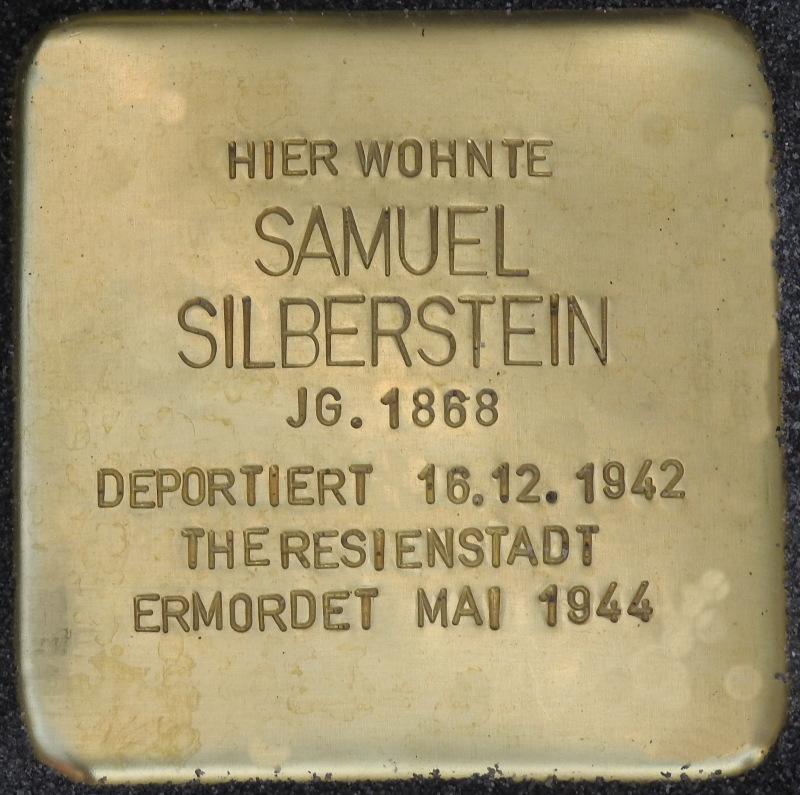 HIER WOHNTE
SAMUEL
SILBERSTEIN
JG. 1868
DEPORTIERT 16.12.1942
THERESIENSTADT
ERMORDET MAI 1944